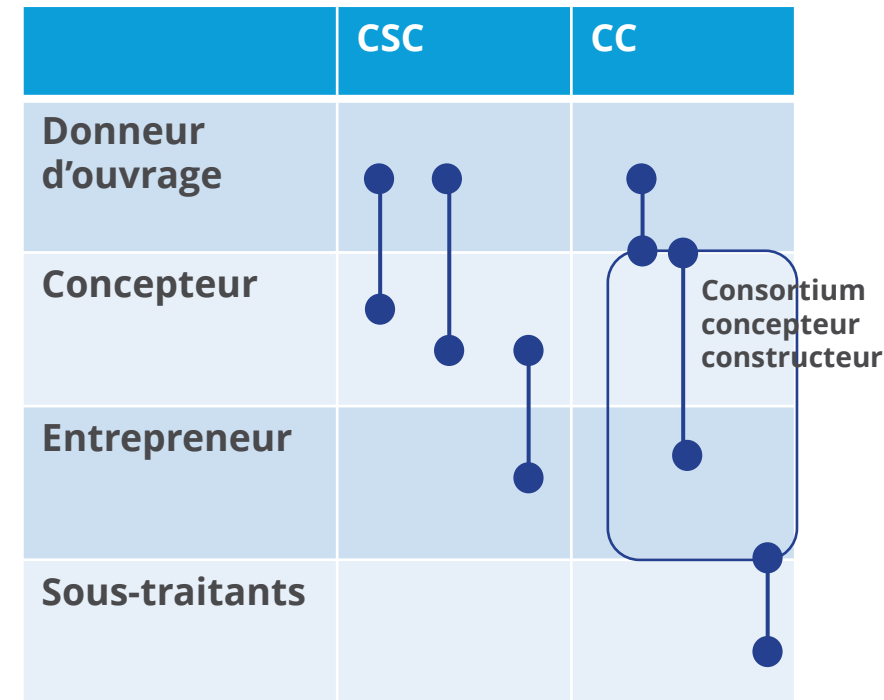 CSC
CC
Donneur
d’ouvrage
Concepteur
Consortium
concepteur
constructeur
Entrepreneur
Sous-traitants